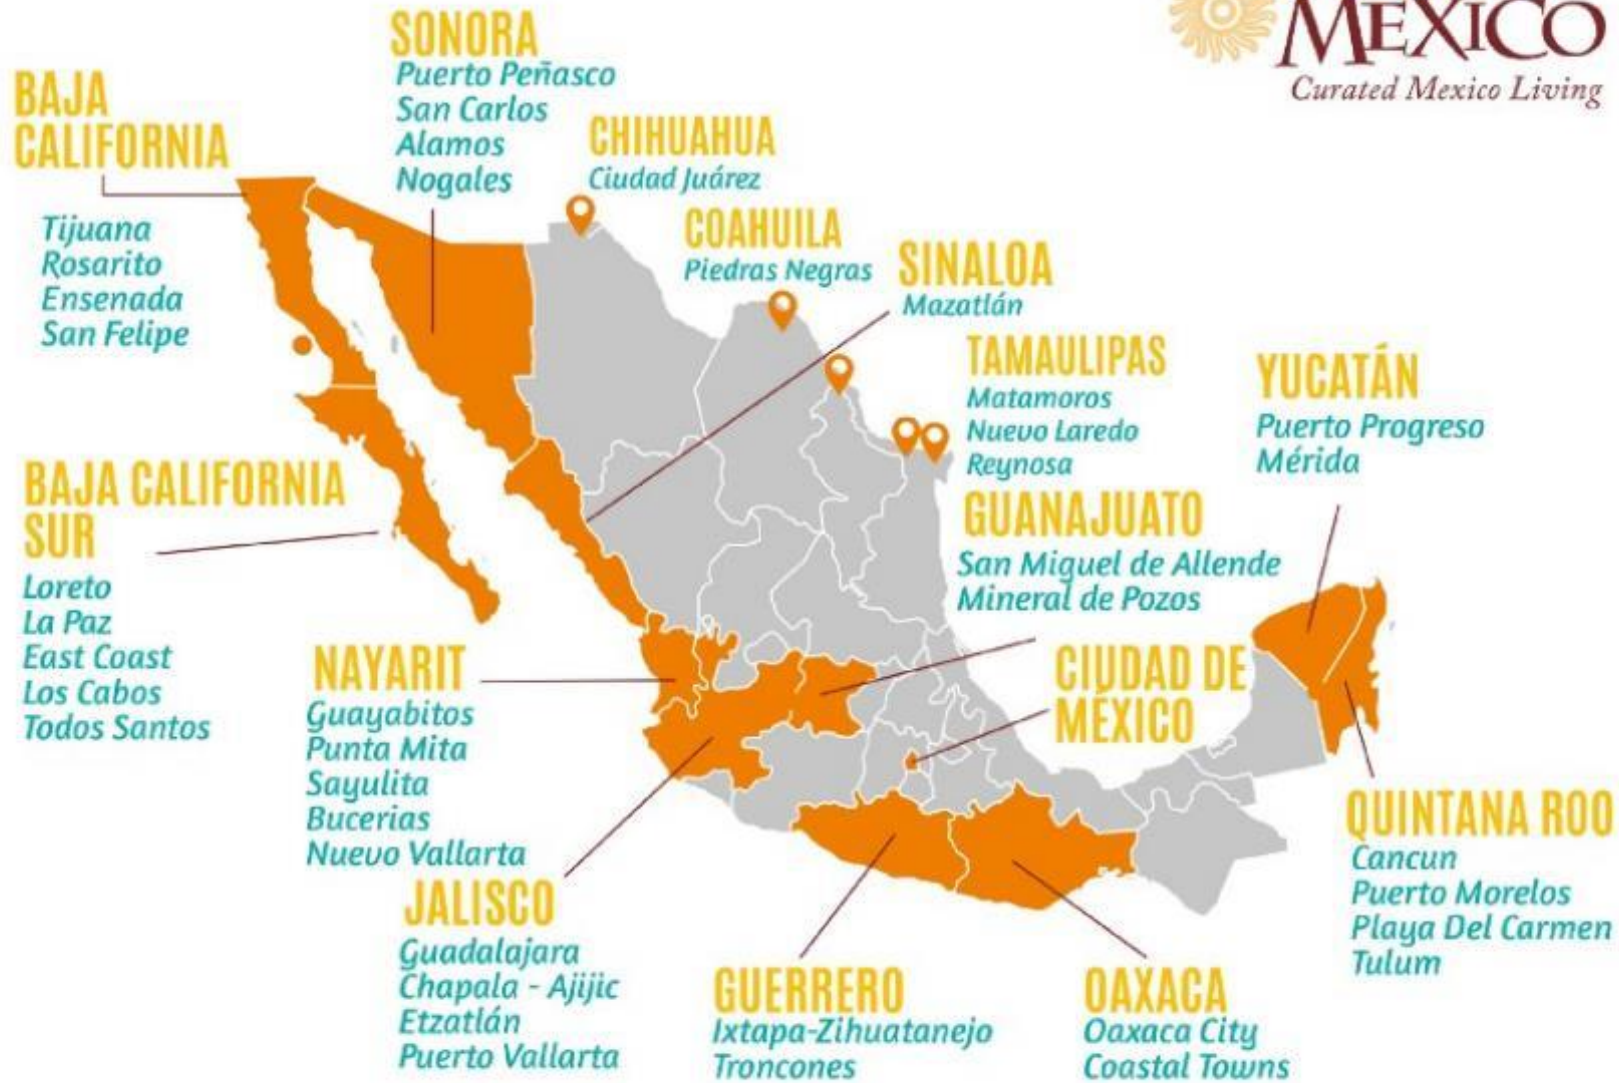 MEXICO
Curated Mexico Living
SONORA
Puerto Peñasco
San Carlos
Alamos
Nogales
BAJA
CALIFORNIA
Tijuana
Rosarito
Ensenada
San Felipe
CHIHUAHUA
Ciudad Juárez
COAHUILA
Piedras Negras
SINALOA
Mazatlán
TAMAULIPAS
Matamoros
Nuevo Laredo
Reynosa
YUCATÁN
Puerto Progreso
Mérida
BAJA CALIFORNIA
SUR
Loreto
La Paz
East Coast
Los Cabos
Todos Santos
GUANAJUATO
San Miguel de Allende
Mineral de Pozos
NAYARIT
Guayabitos
Punta Mita
Sayulita
Bucerias
Nuevo Vallarta
CIUDAD DE
MÉXICO
QUINTANA ROO
Cancun
Puerto Morelos
Playa Del Carmen
Tulum
JALISCO
Guadalajara
Chapala - Ajijic
Etzatlán
Puerto Vallarta
GUERRERO
Ixtapa-Zihuatanejo
Troncones
OAXACA
Oaxaca City
Coastal Towns